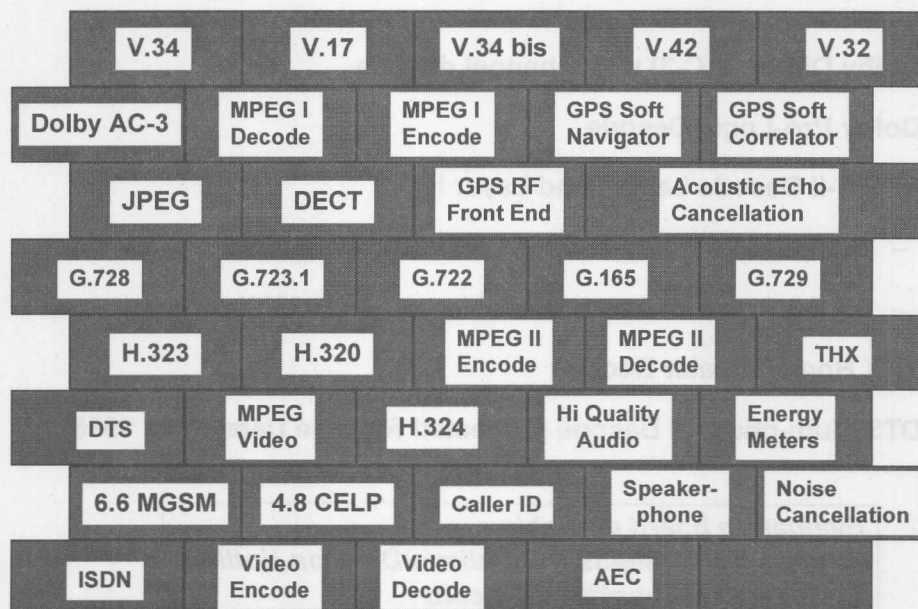 V.34 V.17 V.34 bis V.42 V.32
Dolby AC-3
MPEG I
Decode
MPEG I
Encode
GPS Soft
Navigator
GPS Soft
Correlator
JPEG
DECT
GPS RF
Front End
Acoustic Echo
Cancellation
G.728 G.723.1 G.722 G.165 G.729
H.323
H.320
MPEG II
Encode
MPEG II
Decode
THX
DTS
MPEG
Video
H.324
Hi Quality
Audio
Energy
Meters
6.6 MGSM
4.8 CELP
Caller ID
Speaker-
phone
Noise
Cancellation
ISDN
Video
Encode
Video
Decode
AEC